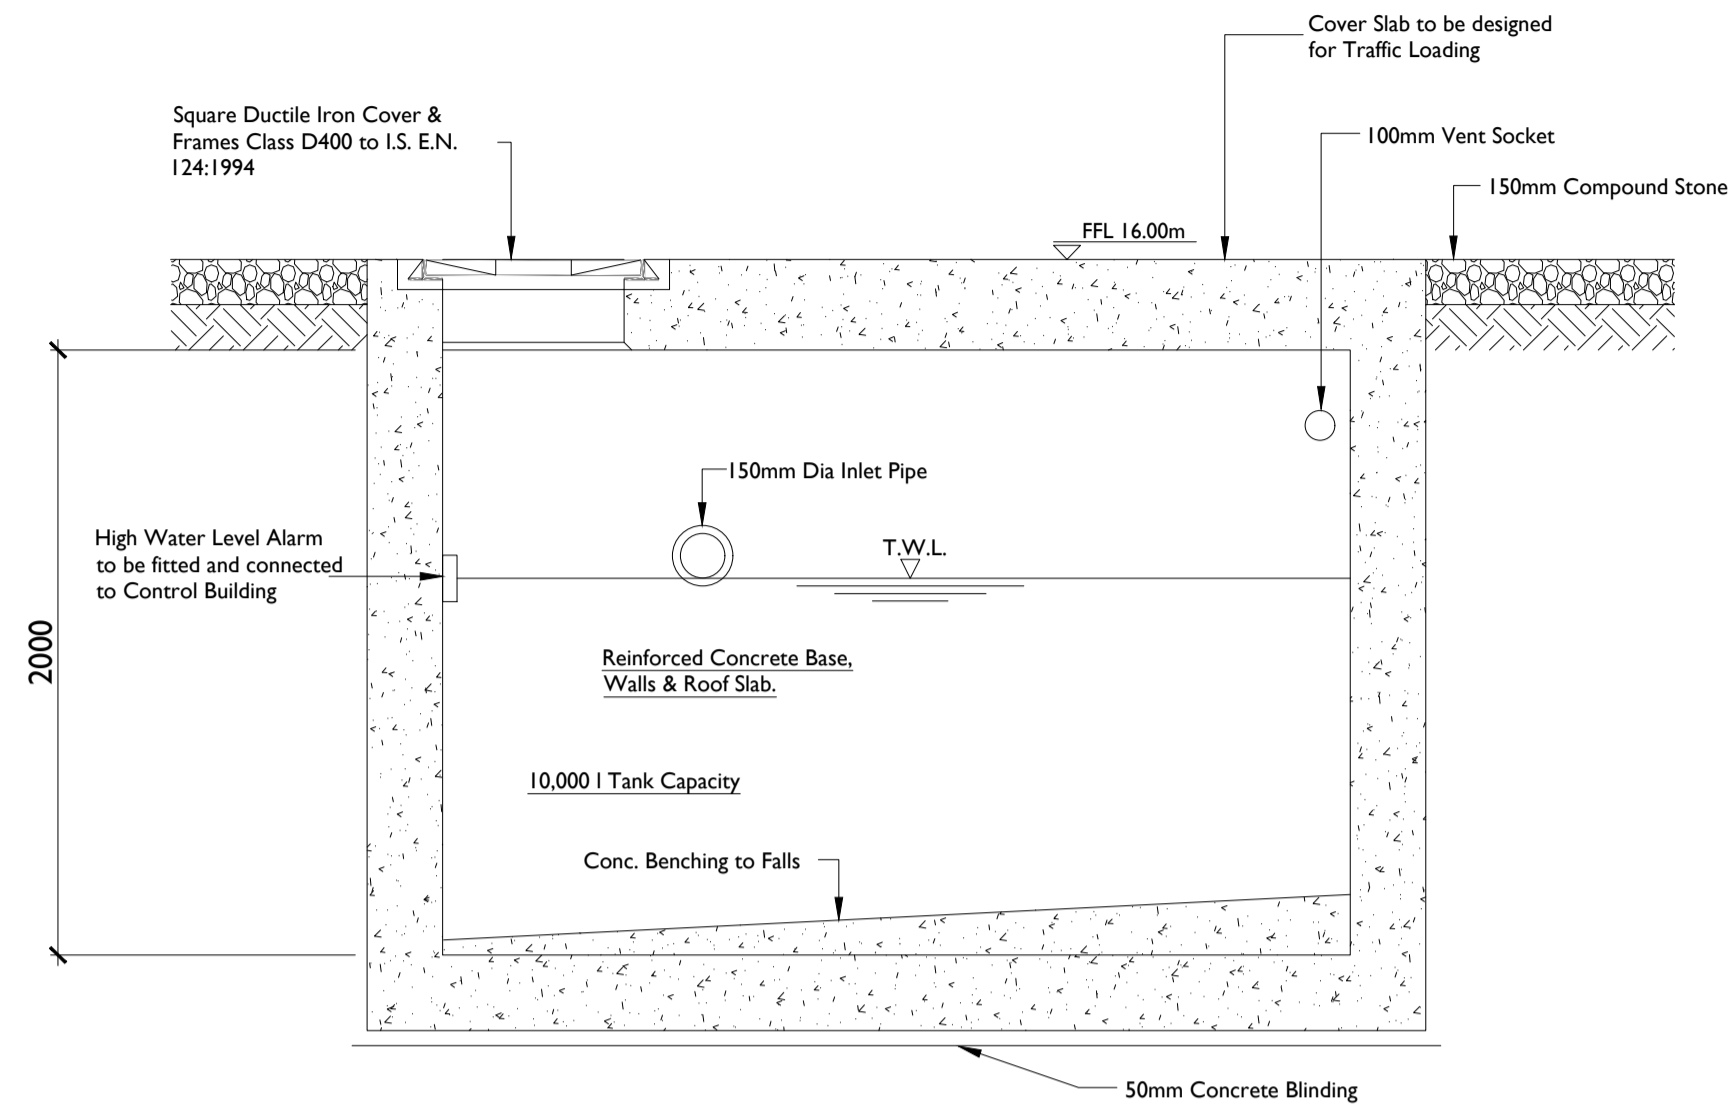 Cover Slab to be designed
for Traffic Loading
Square Ductile Iron Cover &
Frames Class D400 to I.S. E.N.
124:1994
100mm Vent Socket
150mm Compound Stone
FFL 16.00m
150mm Dia Inlet Pipe
High Water Level Alarm
to be fitted and connected
to Control Building
T.W.L.
2000
Reinforced Concrete Base,
Walls & Roof Slab.
10,000 l Tank Capacity
Conc. Benching to Falls
50mm Concrete Blinding